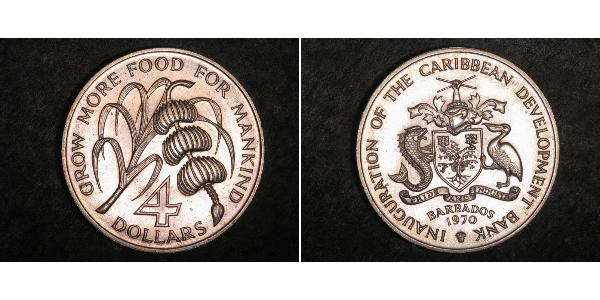 GROW MORE FOOD FOR MANKIND
4
DOLLARS
INAUGURATION OF THE CARIBBEAN DEVELOPMENT BANK
PRIDE AND INDUSTRY
BARBADOS
1970